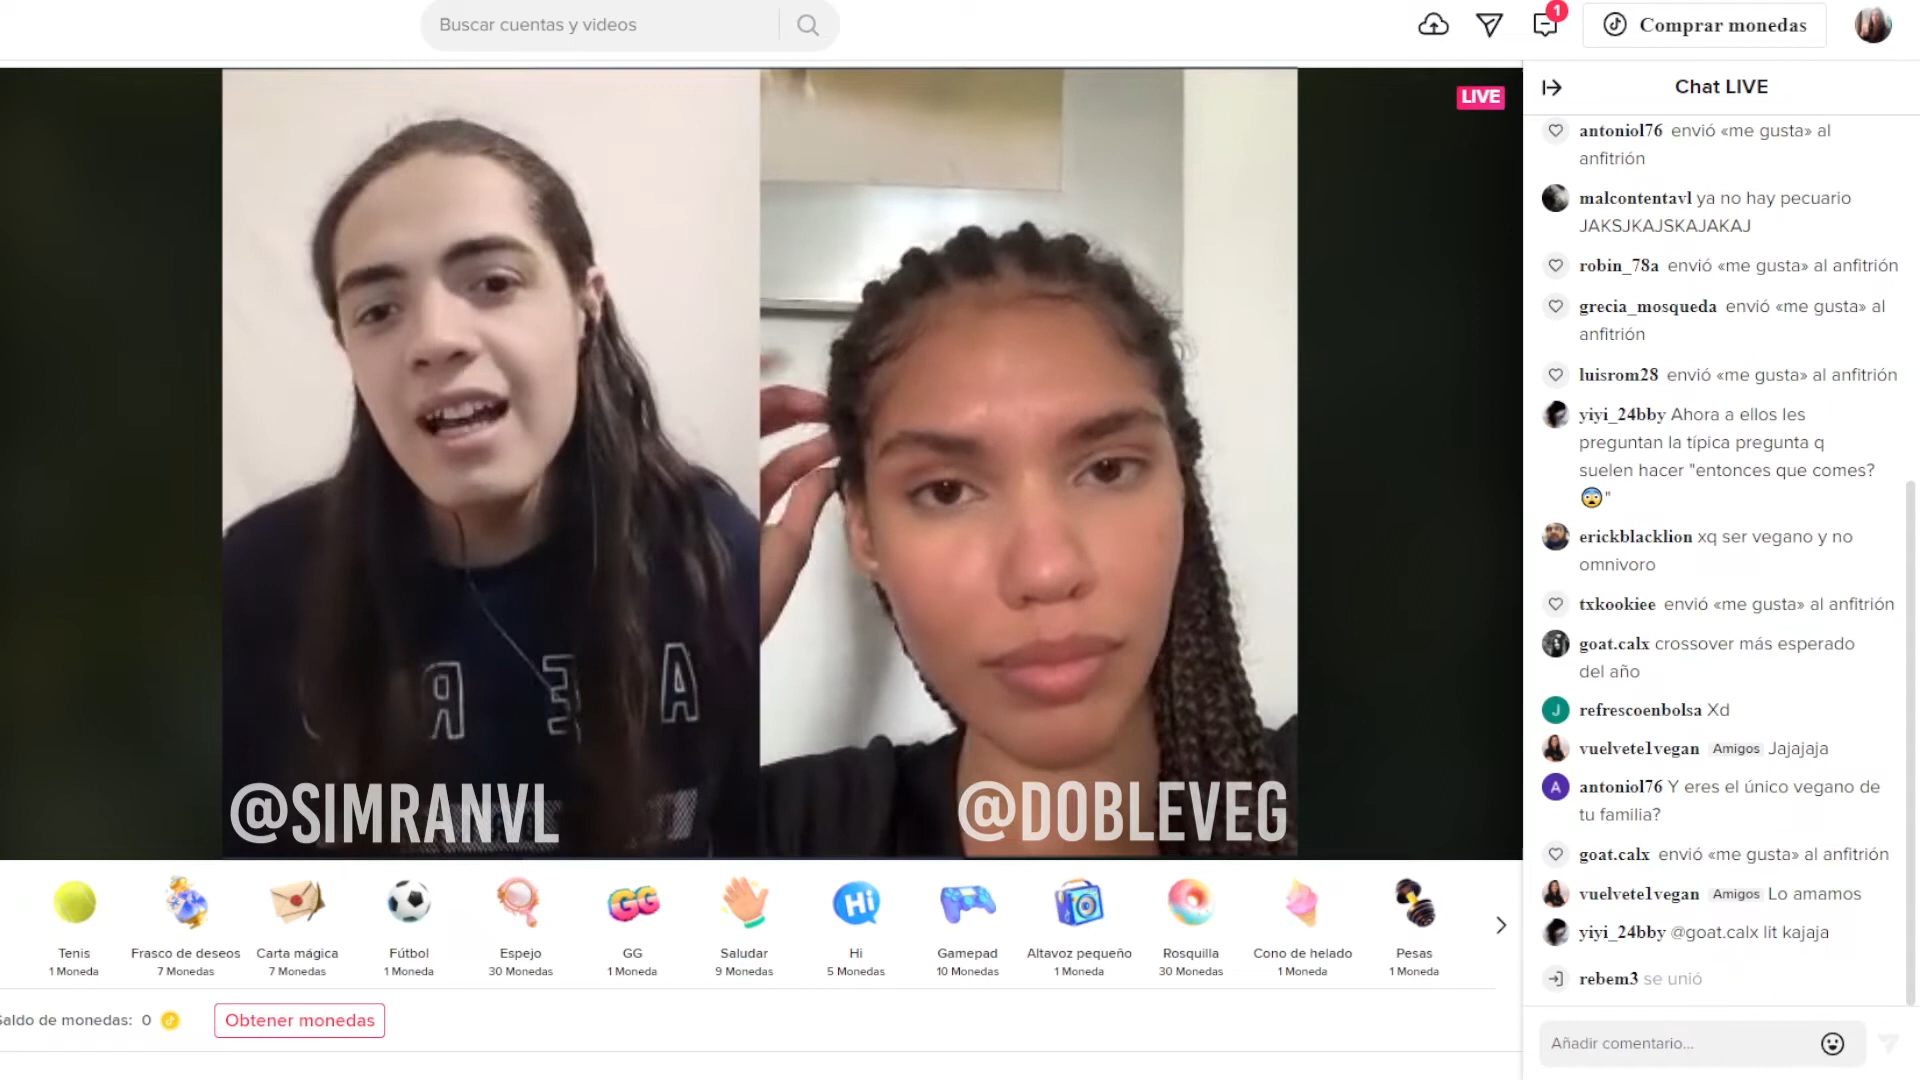 Buscar cuentas y videos
1
Comprar monedas
LIVE
Chat LIVE
antoniol76 envió «me gusta» al
anfitrión
malcontentavl ya no hay pecuario
JAKSJKAJSKAJAKAJ
robin_78a envió «me gusta» al anfitrión
grecia_mosqueda envió «me gusta» al
anfitrión
luisrom28 envió «me gusta» al anfitrión
yiyi_24bby Ahora a ellos les
preguntan la típica pregunta q
suelen hacer "entonces que comes?
😨"
erickblacklion xq ser vegano y no
omnivoro
txkookiee envió «me gusta» al anfitrión
goat.calx crossover más esperado
del año
J refrescoenbolsa Xd
vuelvete1vegan Amigos Jajajaja
A antoniol76 Y eres el único vegano de
tu familia?
goat.calx envió «me gusta» al anfitrión
vuelvete1vegan Amigos Lo amamos
yiyi_24bby @goat.calx lit kajaja
rebem3 se unió
Añadir comentario...
A E R
@SIMRANVL
@DOBLEVEG
GG
Hi
Tenis
1 Moneda
Frasco de deseos
7 Monedas
Carta mágica
7 Monedas
Fútbol
1 Moneda
Espejo
30 Monedas
GG
1 Moneda
Saludar
9 Monedas
Hi
5 Monedas
Gamepad
10 Monedas
Altavoz pequeño
1 Moneda
Rosquilla
30 Monedas
Cono de helado
1 Moneda
Pesas
1 Moneda
Saldo de monedas: 0
Obtener monedas